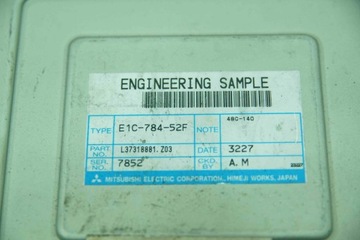 ENGINEERING SAMPLE
TYPE E1C-784-52F NOTE 480-140
PART. NO. L37318881.Z03 DATE 3227
SER. NO. 7852 CKD. BY A.M
MITSUBISHI ELECTRIC CORPORATION, HIMEJI WORKS, JAPAN